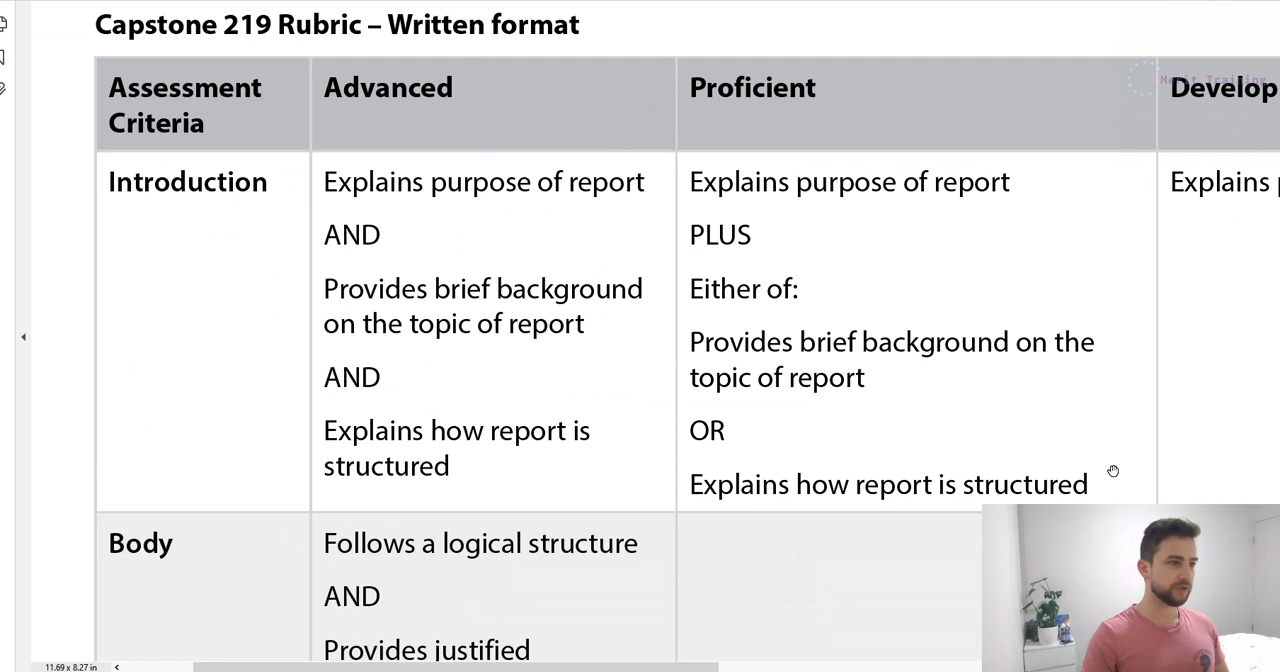 Capstone 219 Rubric – Written format
Assessment Criteria
Advanced
Proficient
Develop
Merit Training
Introduction
Explains purpose of report
AND
Provides brief background
on the topic of report
AND
Explains how report is
structured
Explains purpose of report
PLUS
Either of:
Provides brief background on the
topic of report
OR
Explains how report is structured
Explains
Body
Follows a logical structure
AND
Provides justified
11.69 x 8.27 in